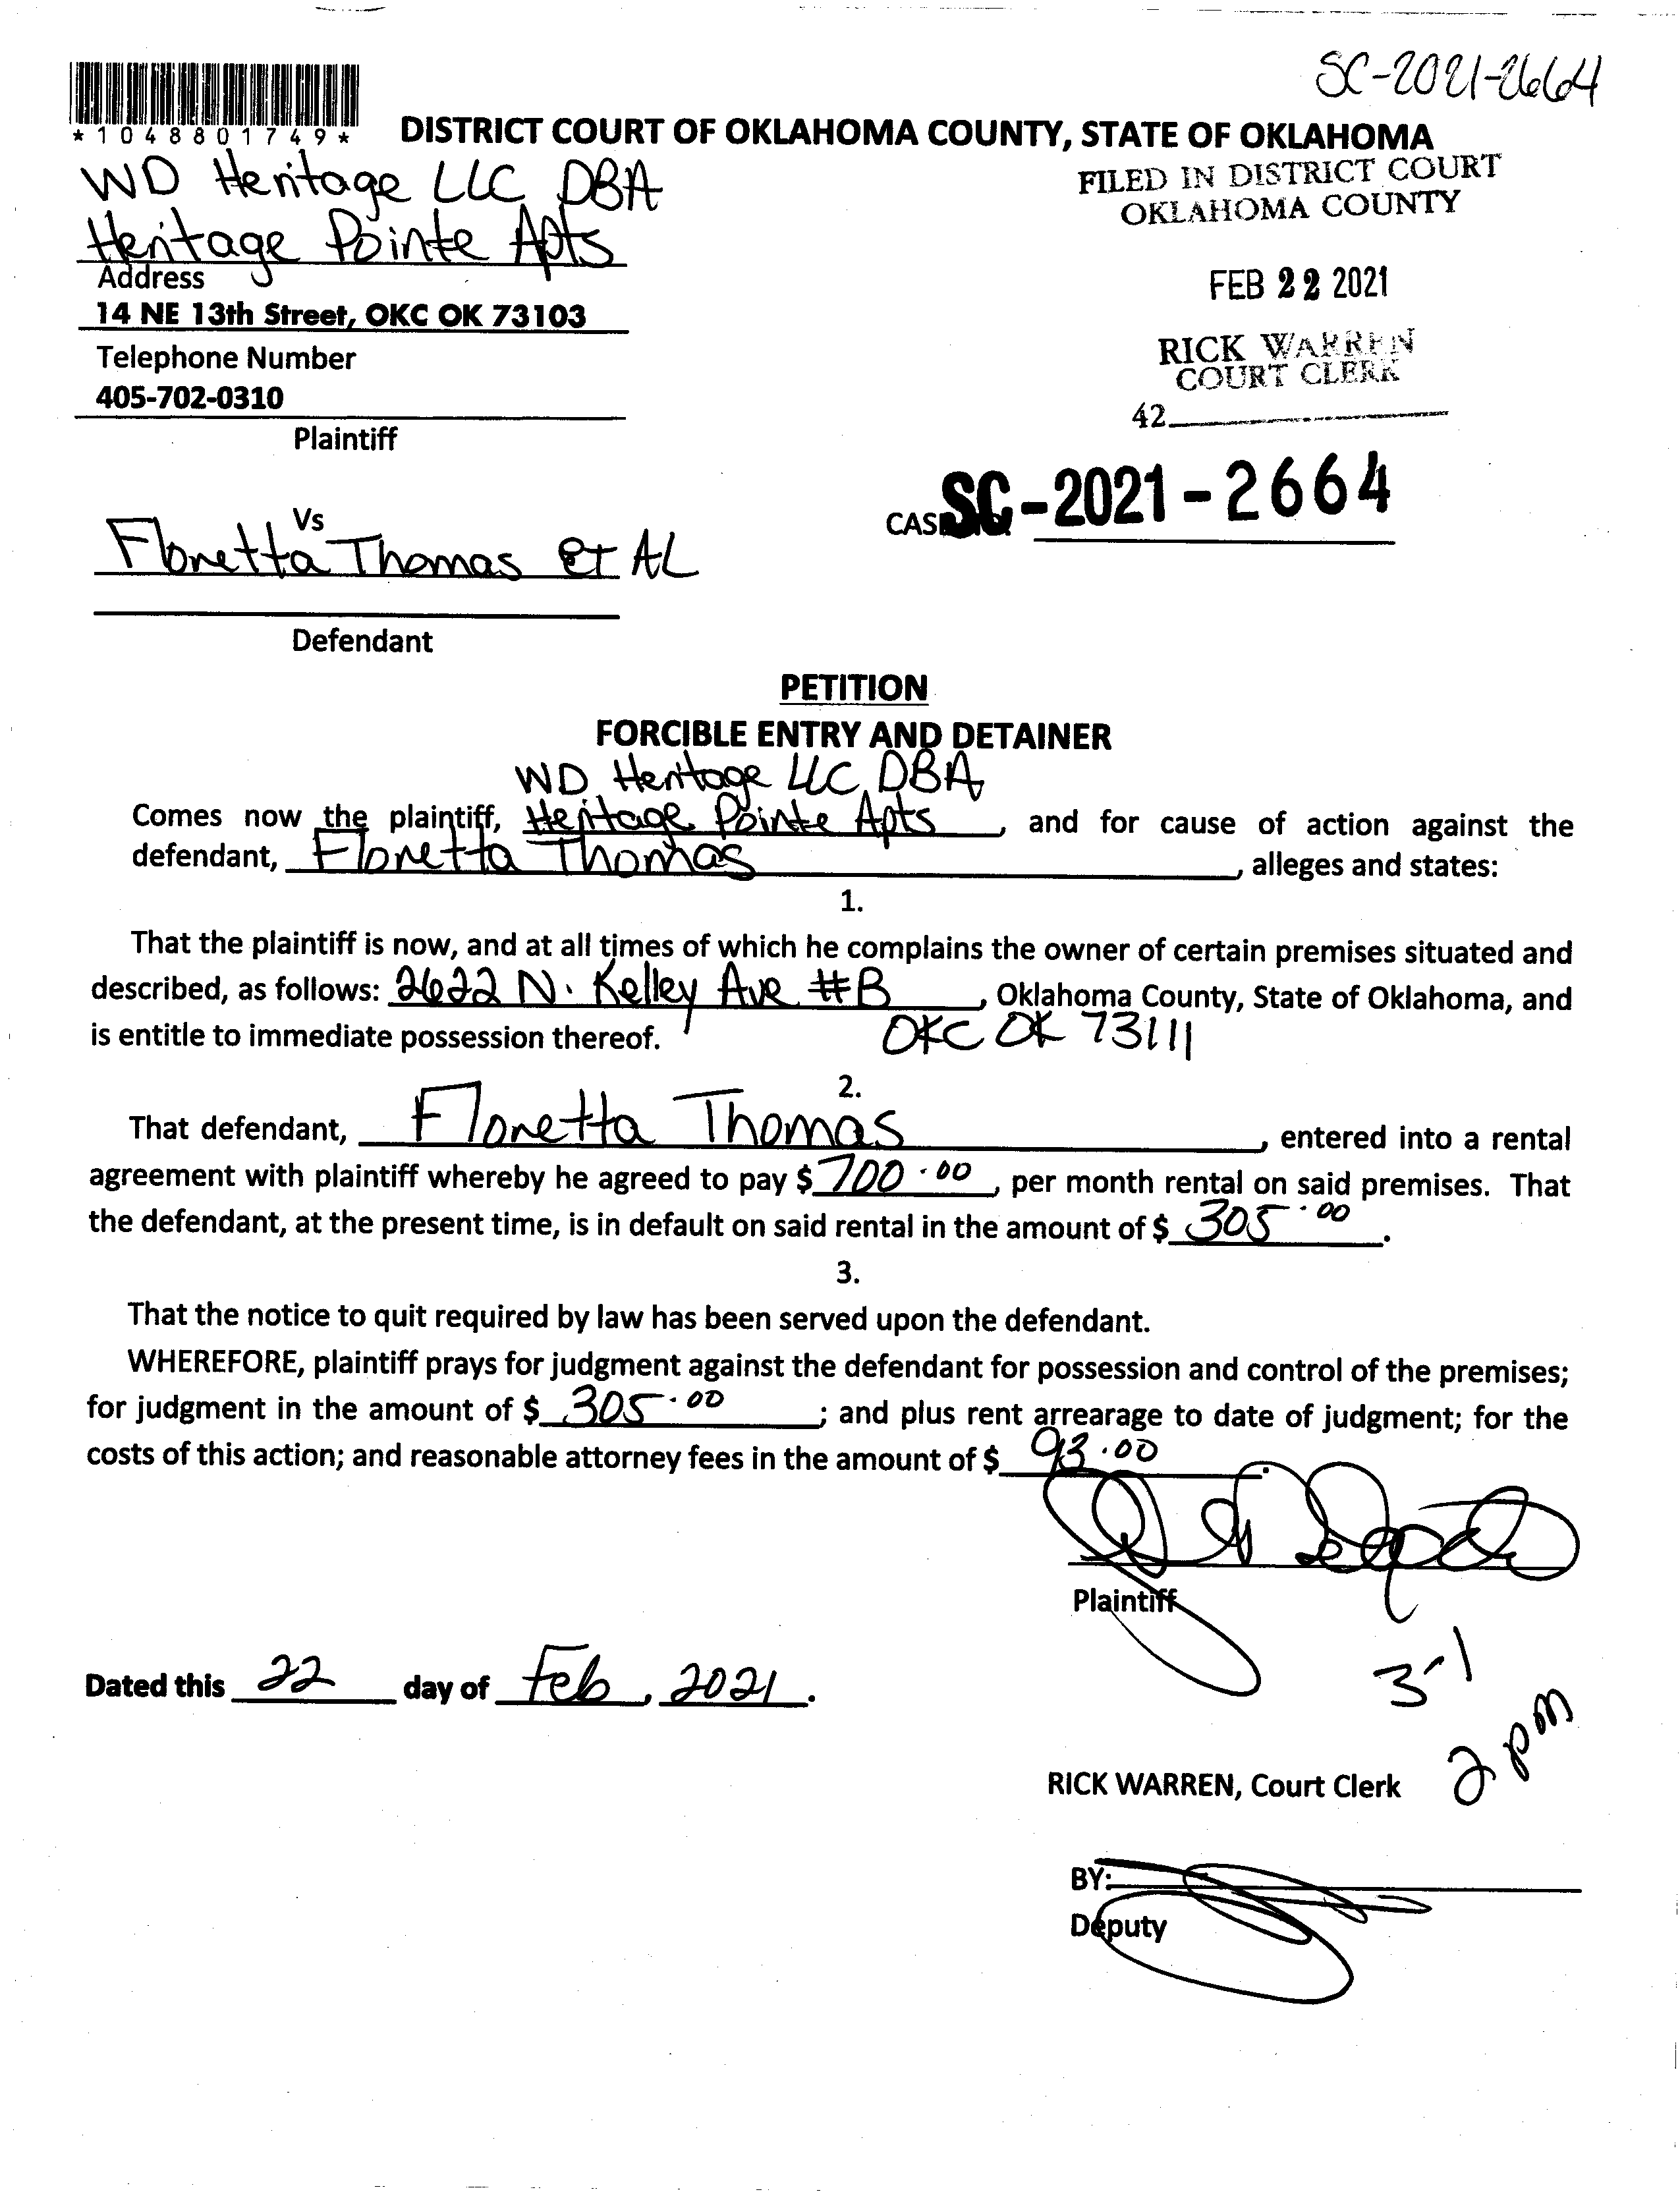 SC-2021-2664
*1048801749*
DISTRICT COURT OF OKLAHOMA COUNTY, STATE OF OKLAHOMA
WD Heritage LLC DBA
Heritage Pointe Apts
FILED IN DISTRICT COURT
OKLAHOMA COUNTY
Address
14 NE 13th Street, OKC OK 73103
FEB 22 2021
Telephone Number
405-702-0310
RICK WARREN
COURT CLERK
42
Plaintiff
Vs
CAS SC-2021-2664
Floretta Thomas Et AL
Defendant
PETITION
FORCIBLE ENTRY AND DETAINER
WD Heritage LLC DBA
Comes now the plaintiff, Heritage Pointe Apts, and for cause of action against the
defendant, Floretta Thomas, alleges and states:
1.
That the plaintiff is now, and at all times of which he complains the owner of certain premises situated and
described, as follows: 2622 N. Kelley Ave #B, Oklahoma County, State of Oklahoma, and
is entitle to immediate possession thereof. OKC OK 73111
2.
That defendant, Floretta Thomas, entered into a rental
agreement with plaintiff whereby he agreed to pay $ 700.00, per month rental on said premises. That
the defendant, at the present time, is in default on said rental in the amount of $ 305.00.
3.
That the notice to quit required by law has been served upon the defendant.
WHEREFORE, plaintiff prays for judgment against the defendant for possession and control of the premises;
for judgment in the amount of $ 305.00; and plus rent arrearage to date of judgment; for the
costs of this action; and reasonable attorney fees in the amount of $ 93.00.
Plaintiff
Dated this 22 day of Feb, 2021.
3-1
2 pm
RICK WARREN, Court Clerk
BY:
Deputy